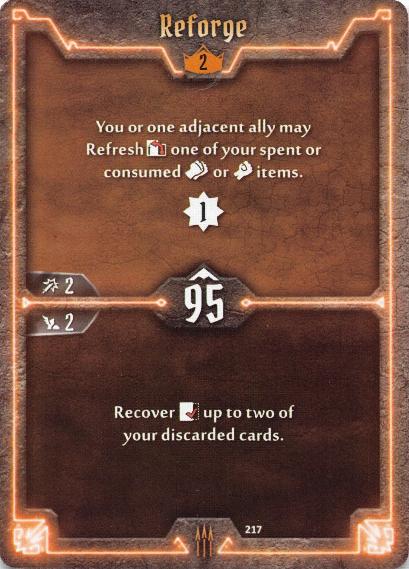 Reforge
2
You or one adjacent ally may
Refresh one of your spent or
consumed or items.
1
2
95
2
Recover up to two of
your discarded cards.
217